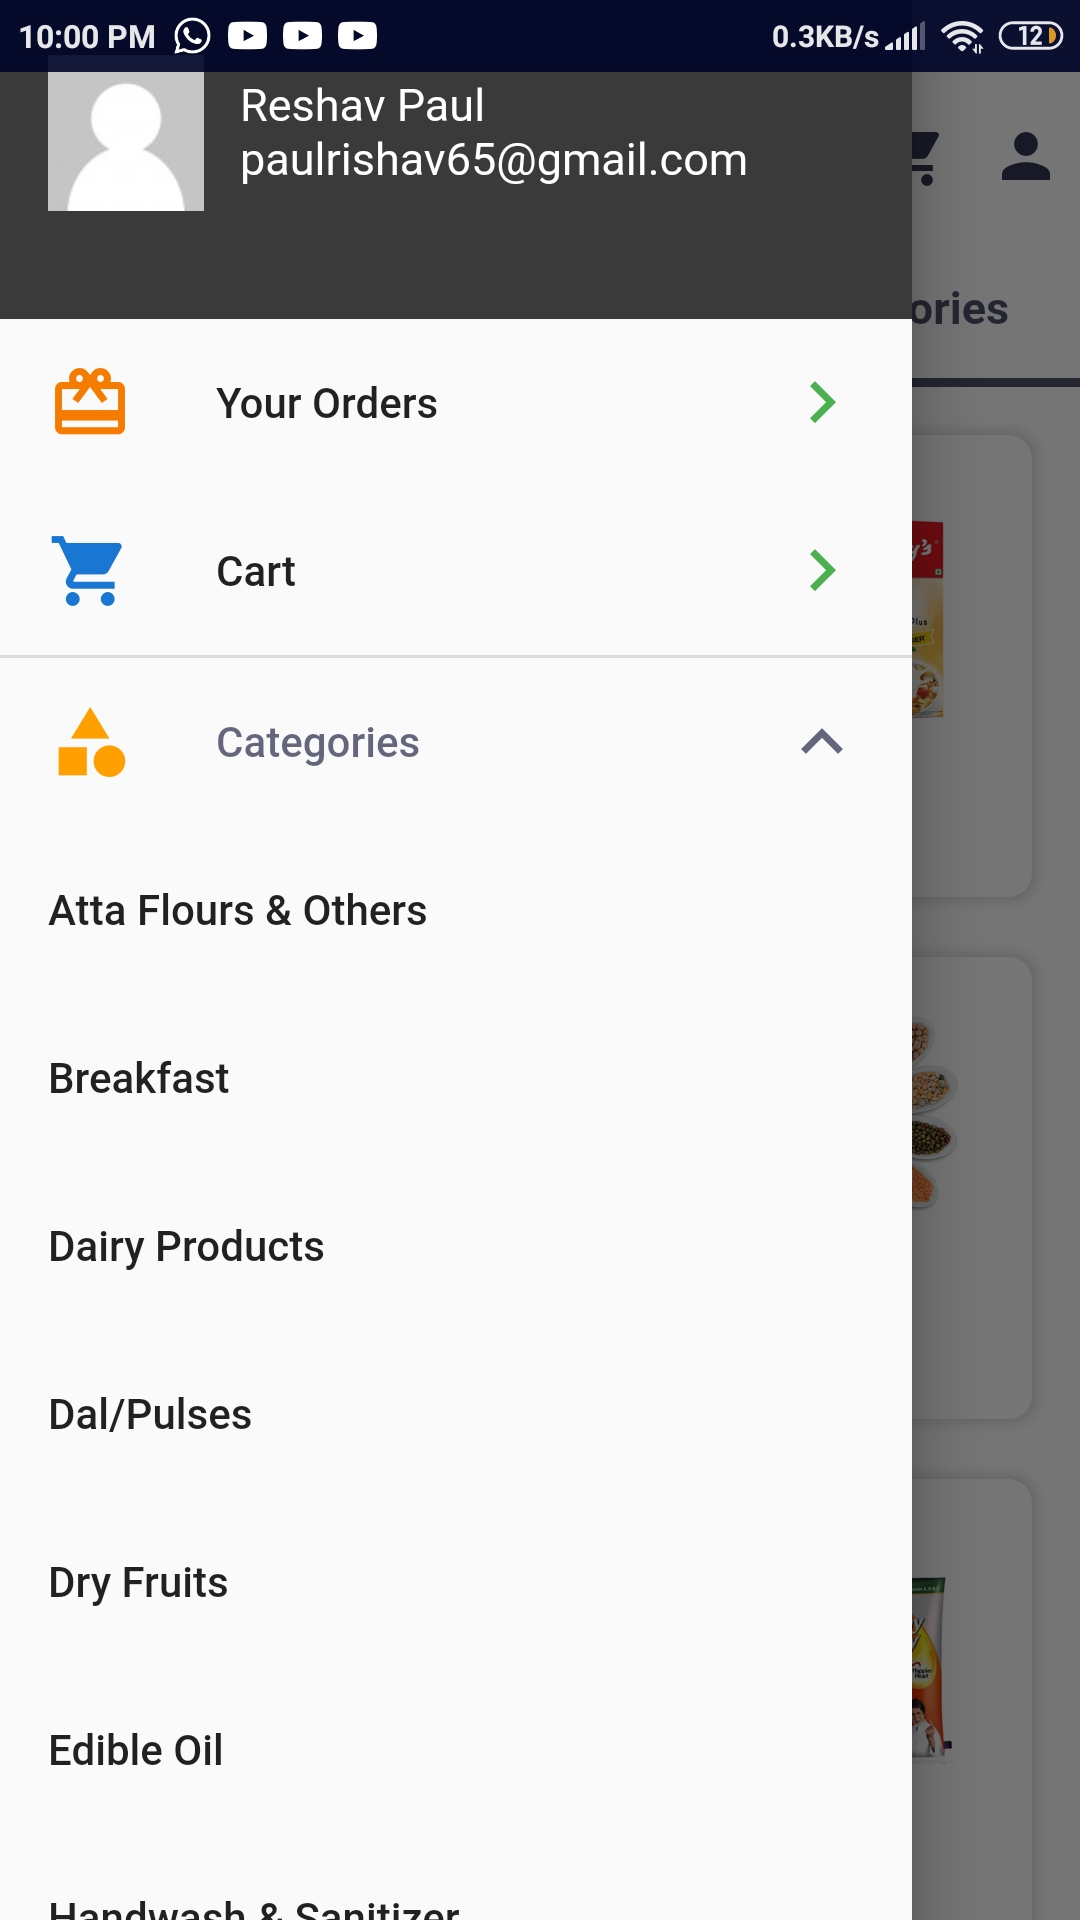 10:00 PM 0.3KB/s 12
Reshav Paul
paulrishav65@gmail.com
ories
Your Orders
Cart
Categories
Atta Flours & Others
Breakfast
Dairy Products
Dal/Pulses
Dry Fruits
Edible Oil
Handwash & Sanitizer